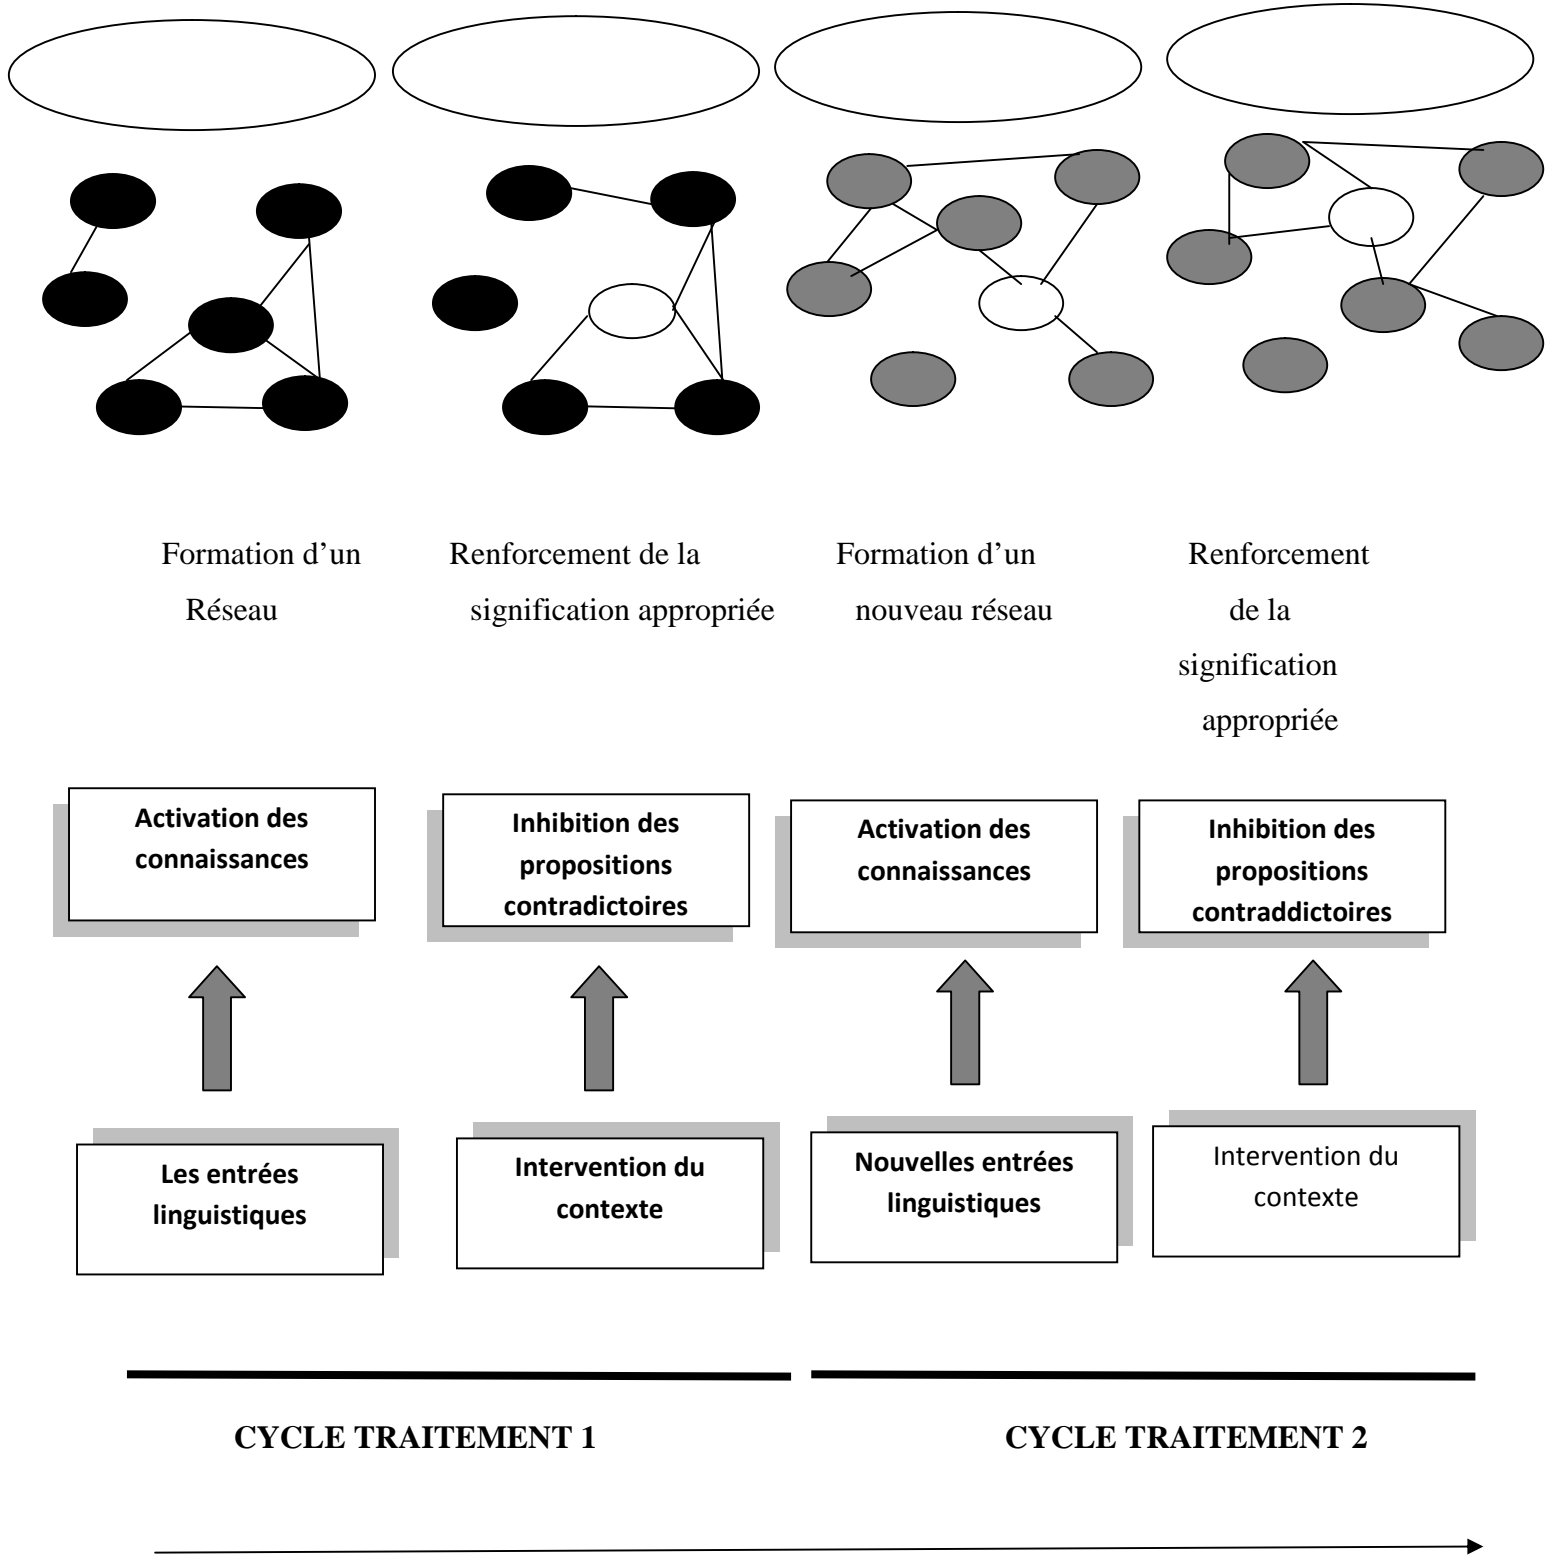 Formation d’un
Réseau
Renforcement de la
signification appropriée
Formation d’un
nouveau réseau
Renforcement
de la
signification
appropriée
Activation des
connaissances
Inhibition des
propositions
contradictoires
Activation des
connaissances
Inhibition des
propositions
contraddictoires
Les entrées
linguistiques
Intervention du
contexte
Nouvelles entrées
linguistiques
Intervention du
contexte
CYCLE TRAITEMENT 1
CYCLE TRAITEMENT 2